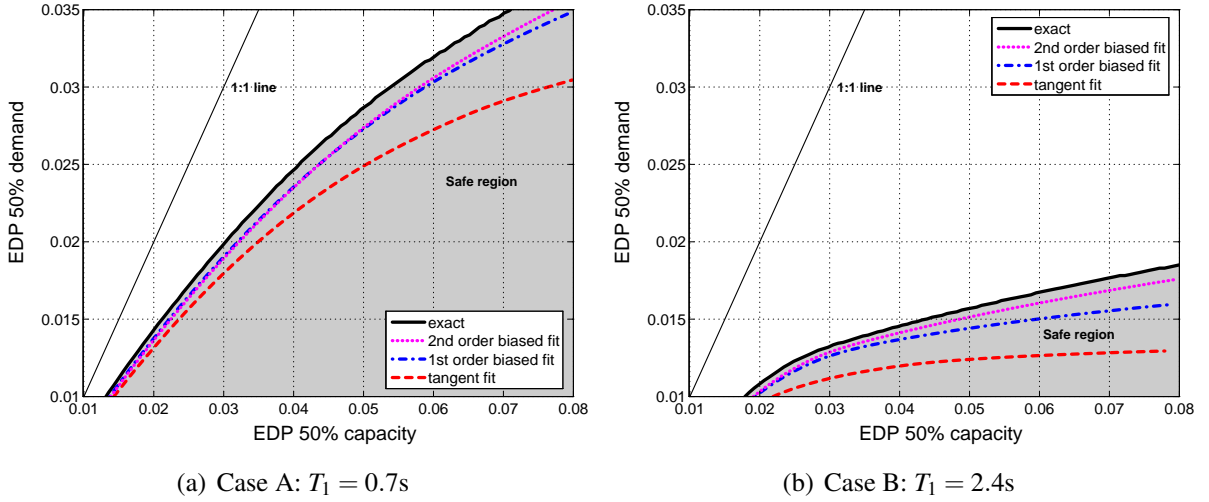 0.035
0.03
0.025
0.02
0.015
0.01
EDP 50% demand
1:1 line
Safe region
exact
2nd order biased fit
1st order biased fit
tangent fit
0.01 0.02 0.03 0.04 0.05 0.06 0.07 0.08
EDP 50% capacity
(a) Case A: T₁ = 0.7s
0.035
0.03
0.025
0.02
0.015
0.01
EDP 50% demand
exact
2nd order biased fit
1st order biased fit
tangent fit
1:1 line
Safe region
0.01 0.02 0.03 0.04 0.05 0.06 0.07 0.08
EDP 50% capacity
(b) Case B: T₁ = 2.4s